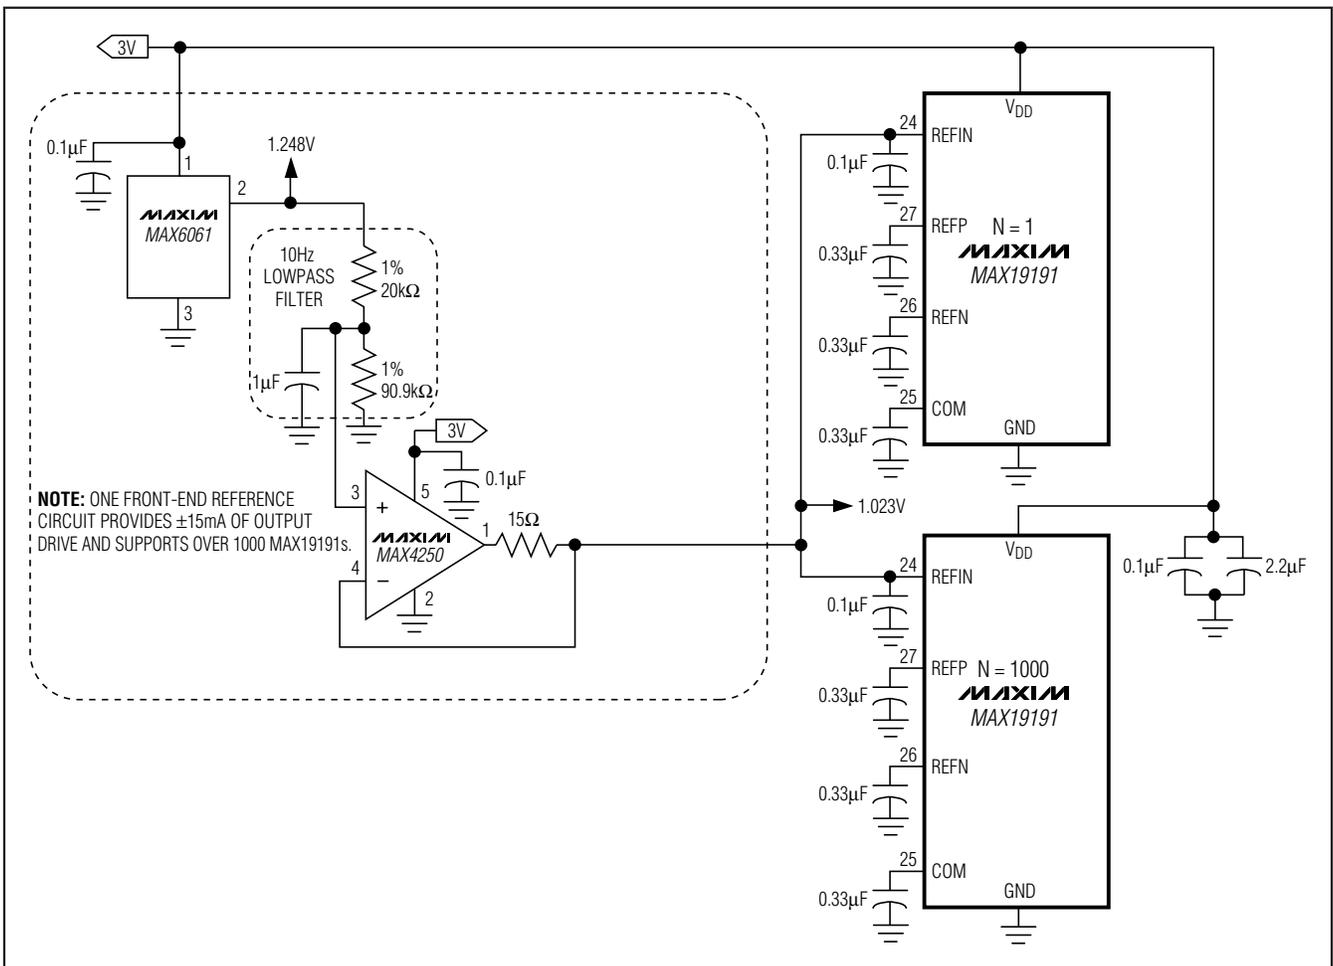 3V
0.1µF
1
1.248V
2
MAXIM
MAX6061
3
10Hz
LOWPASS
FILTER
1%
20kΩ
1µF
1%
90.9kΩ
3V
0.1µF
5
NOTE: ONE FRONT-END REFERENCE
CIRCUIT PROVIDES ±15mA OF OUTPUT
DRIVE AND SUPPORTS OVER 1000 MAX19191s.
3
+
MAXIM
MAX4250
4
−
1
15Ω
2
VDD
24
REFIN
0.1µF
27
REFP
N = 1
MAXIM
MAX19191
0.33µF
26
REFN
0.33µF
25
COM
0.33µF
GND
1.023V
VDD
24
REFIN
0.1µF
27
REFP
N = 1000
MAXIM
MAX19191
0.33µF
26
REFN
0.33µF
25
COM
0.33µF
GND
0.1µF
2.2µF